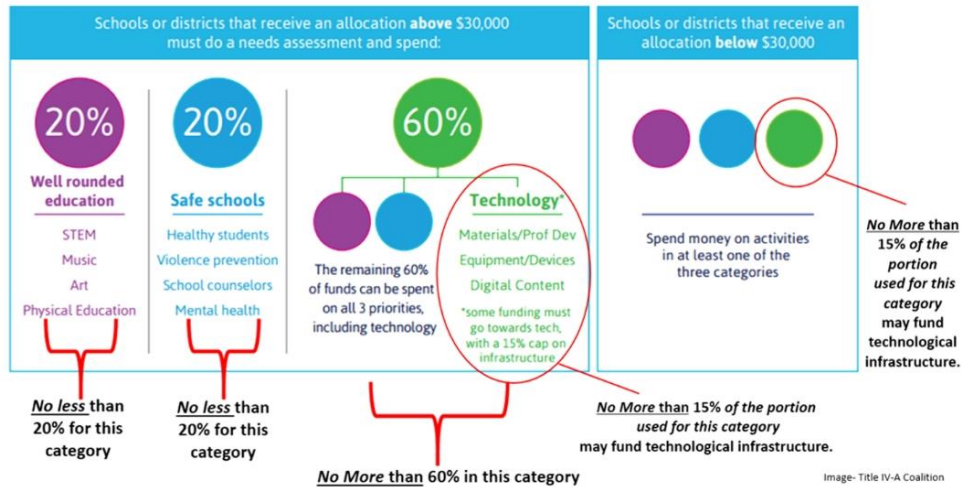 Schools or districts that receive an allocation above $30,000
must do a needs assessment and spend:
20%
Well rounded
education
STEM
Music
Art
Physical Education
20%
Safe schools
Healthy students
Violence prevention
School counselors
Mental health
60%
The remaining 60%
of funds can be spent
on all 3 priorities,
including technology
Technology*
Materials/Prof Dev
Equipment/Devices
Digital Content
*some funding must
go towards tech,
with a 15% cap on
infrastructure
Schools or districts that receive an
allocation below $30,000
Spend money on activities
in at least one of the
three categories
No More than
15% of the
portion
used for this
category
may fund
technological
infrastructure.
No less than
20% for this
category
No less than
20% for this
category
No More than 60% in this category
No More than 15% of the portion
used for this category
may fund technological infrastructure.
Image- Title IV-A Coalition